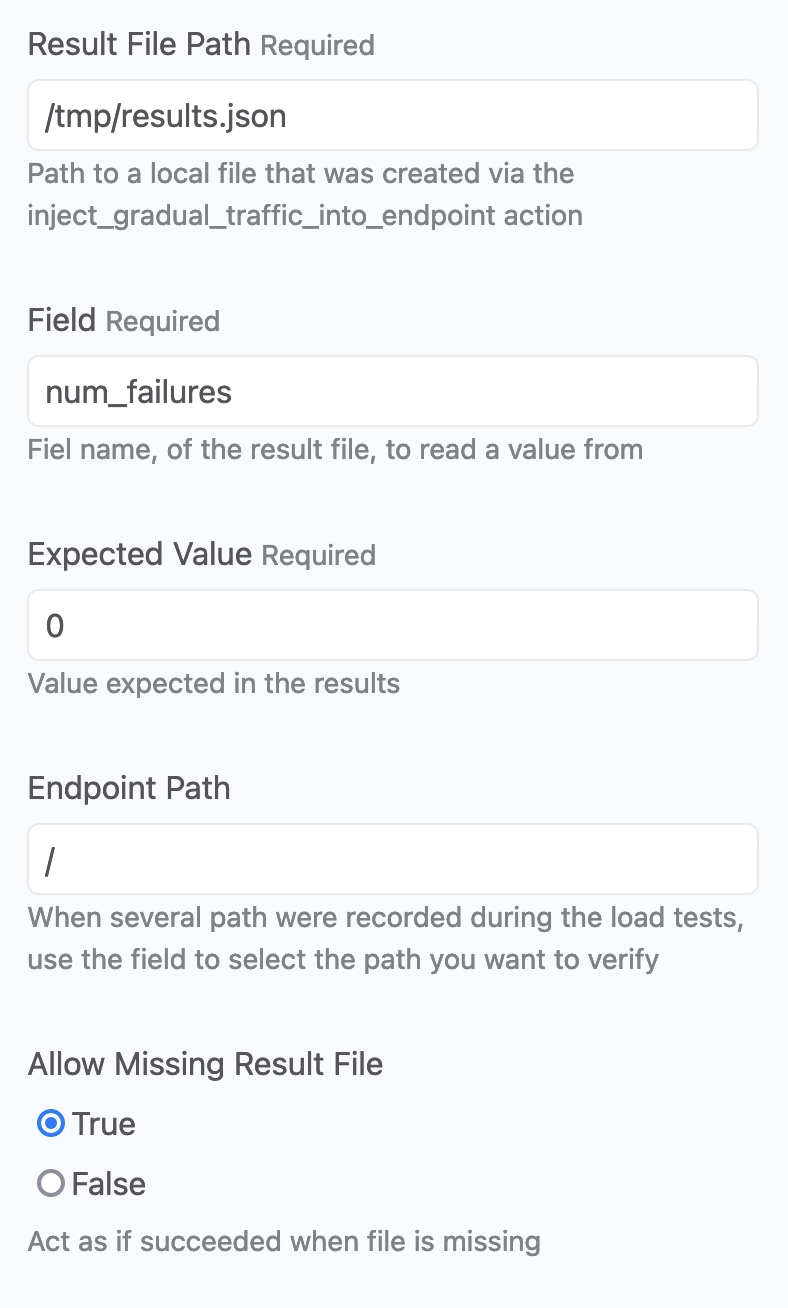 Result File Path Required
/tmp/results.json
Path to a local file that was created via the
inject_gradual_traffic_into_endpoint action
Field Required
num_failures
Fiel name, of the result file, to read a value from
Expected Value Required
0
Value expected in the results
Endpoint Path
/
When several path were recorded during the load tests,
use the field to select the path you want to verify
Allow Missing Result File
True
False
Act as if succeeded when file is missing